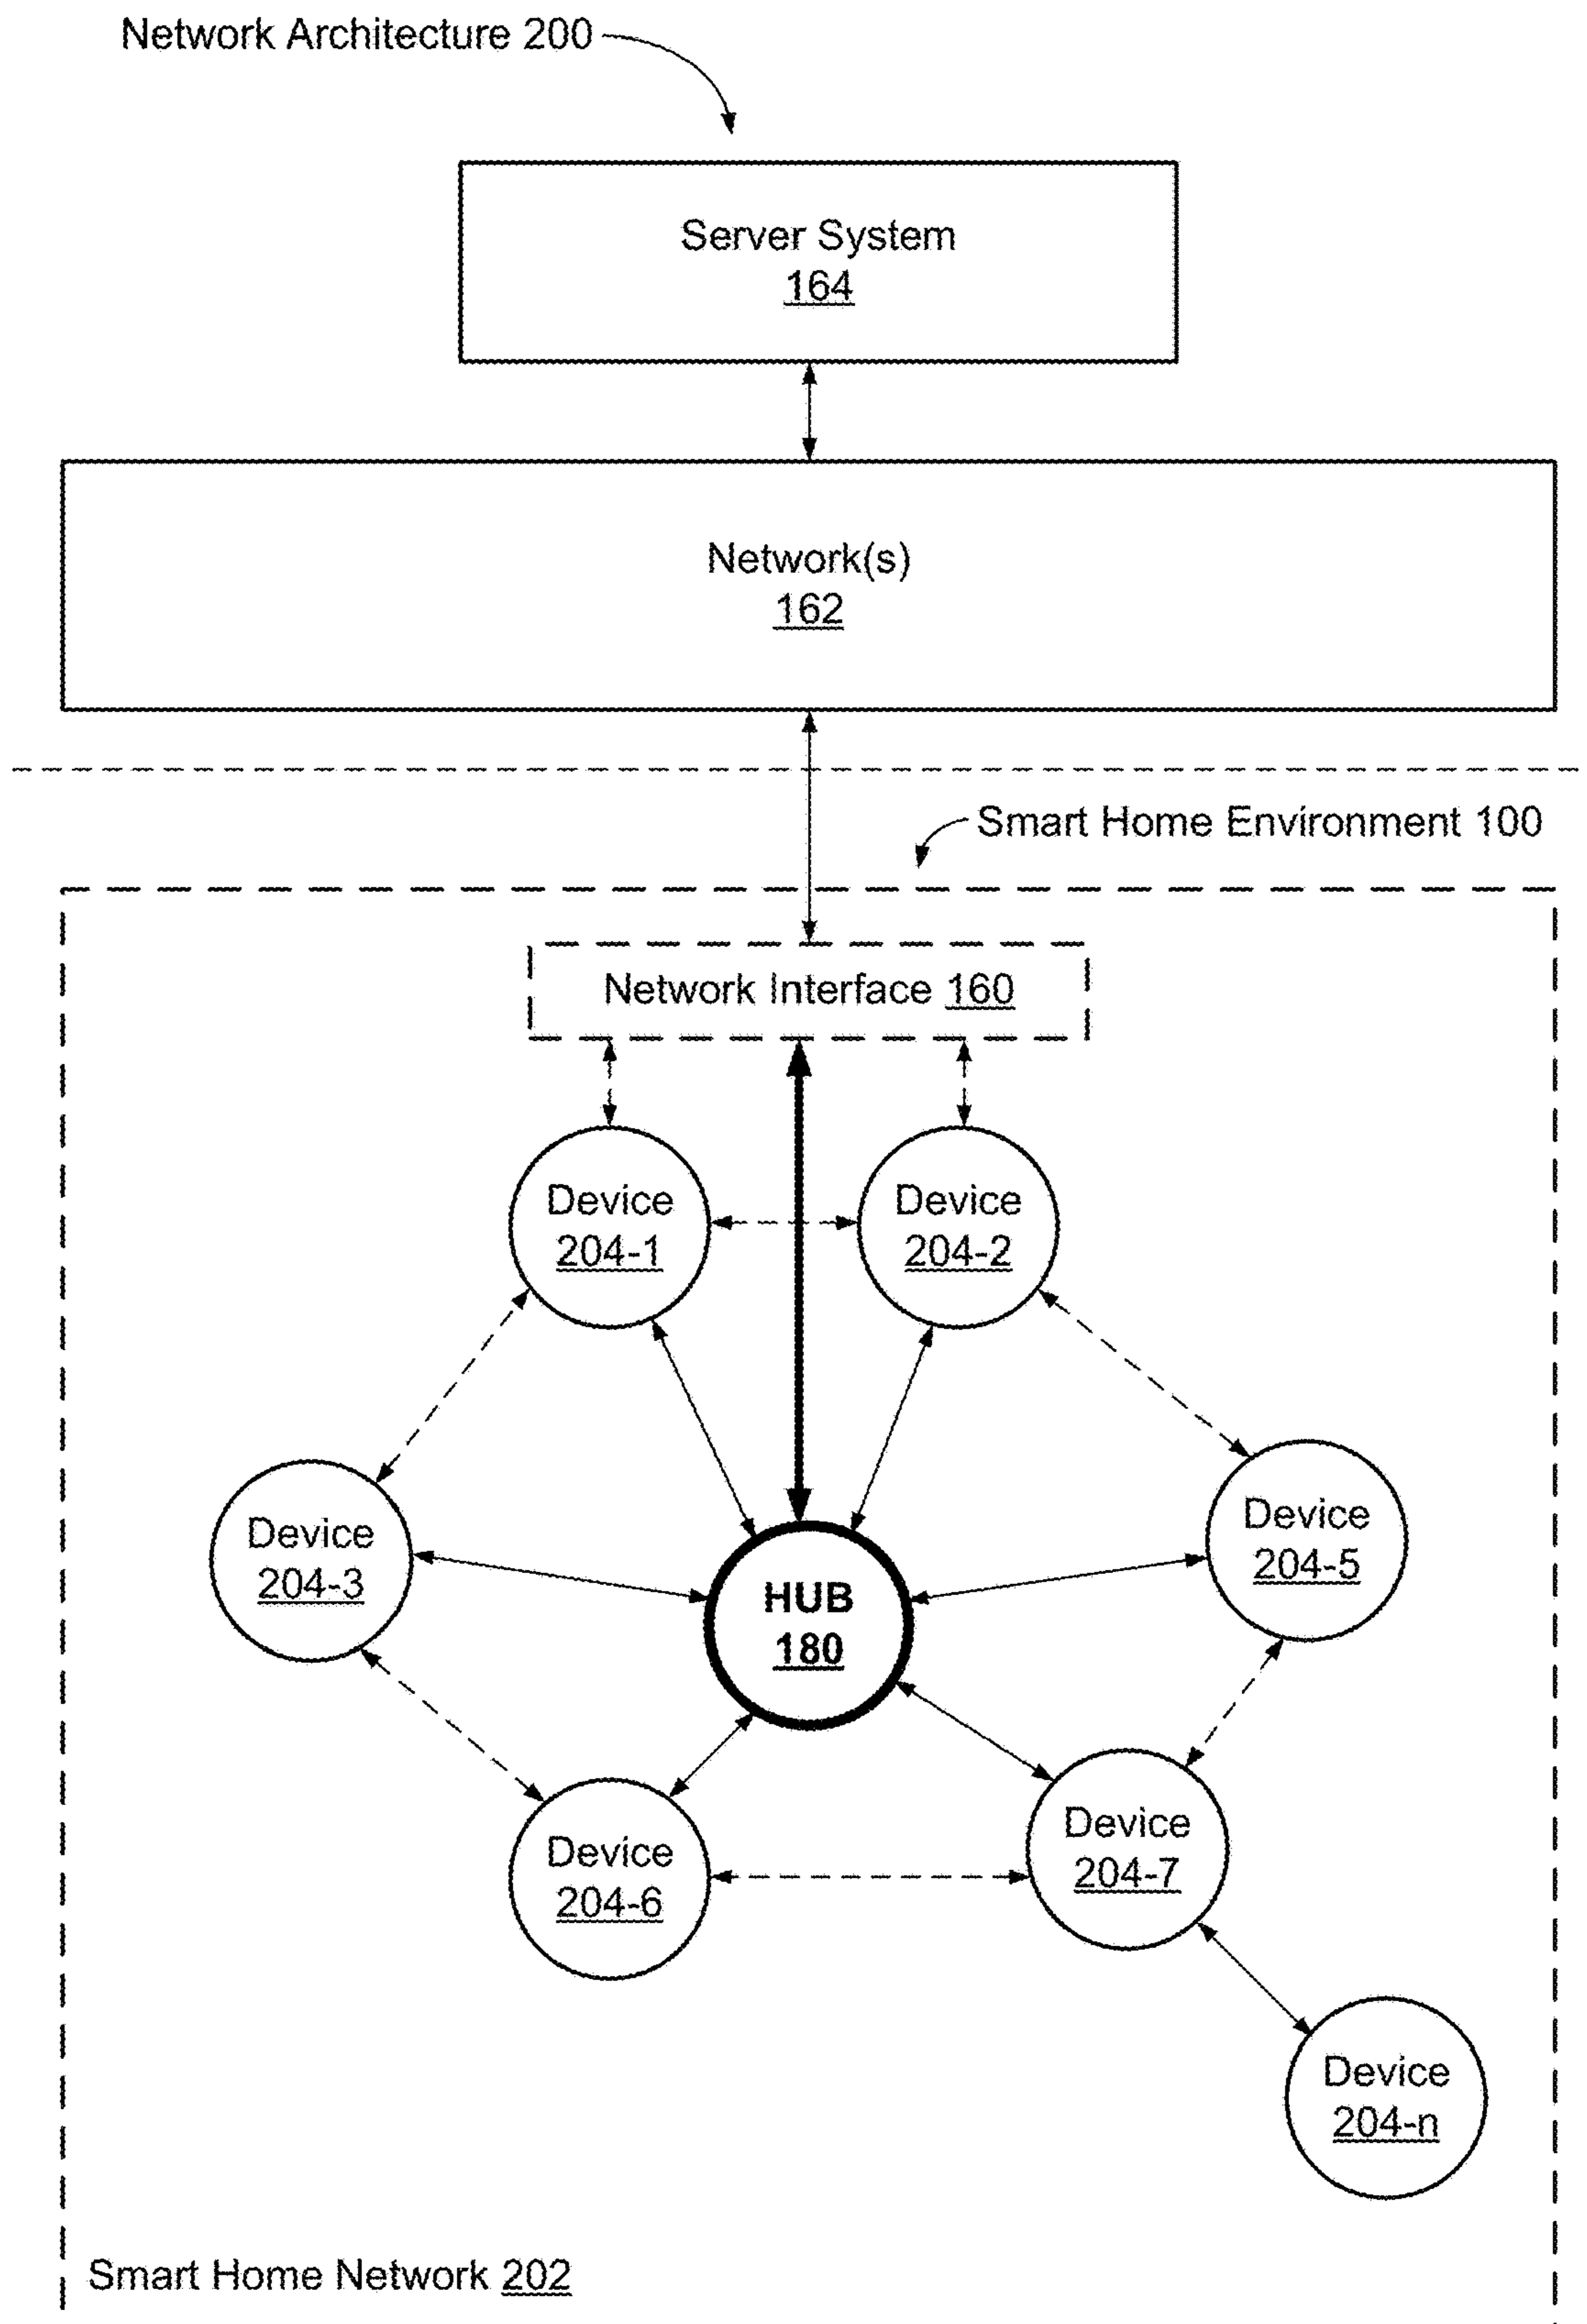 Network Architecture 200
Server System
164
Network(s)
162
Smart Home Environment 100
Network Interface 160
Device
204-1
Device
204-2
Device
204-3
Device
204-5
HUB
180
Device
204-6
Device
204-7
Device
204-n
Smart Home Network 202